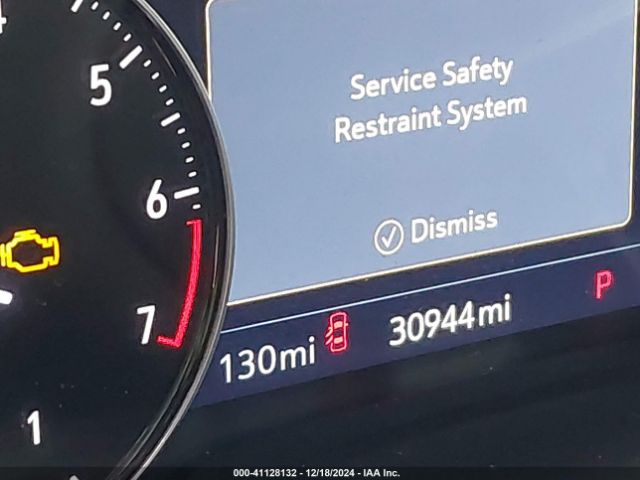 5
6
7
1
Service Safety
Restraint System
Dismiss
130mi
30944mi
P
000-41128132 - 12/18/2024 - IAA Inc.